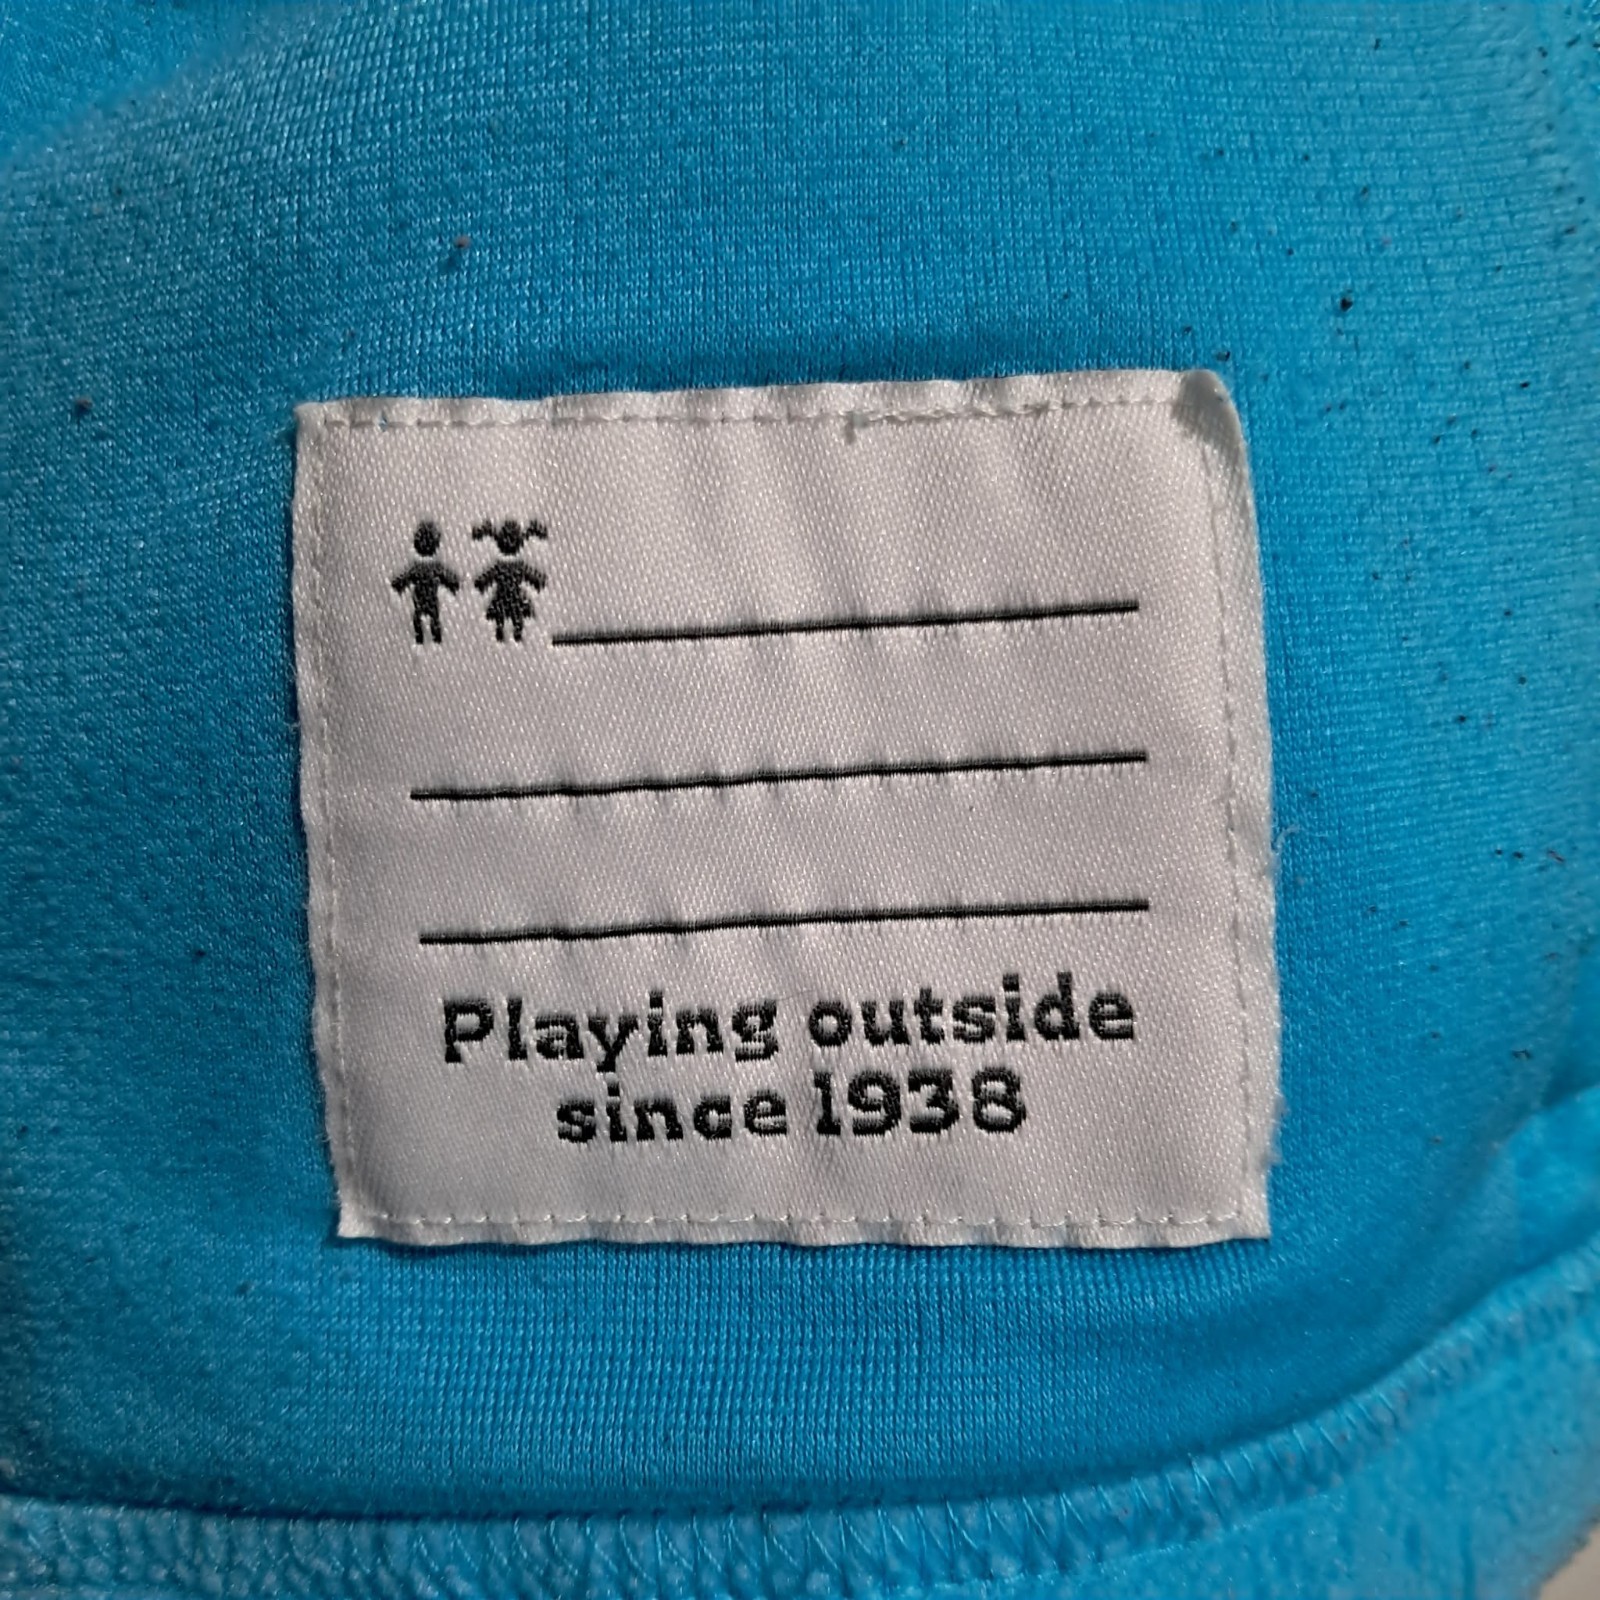 Playing outside
since 1938